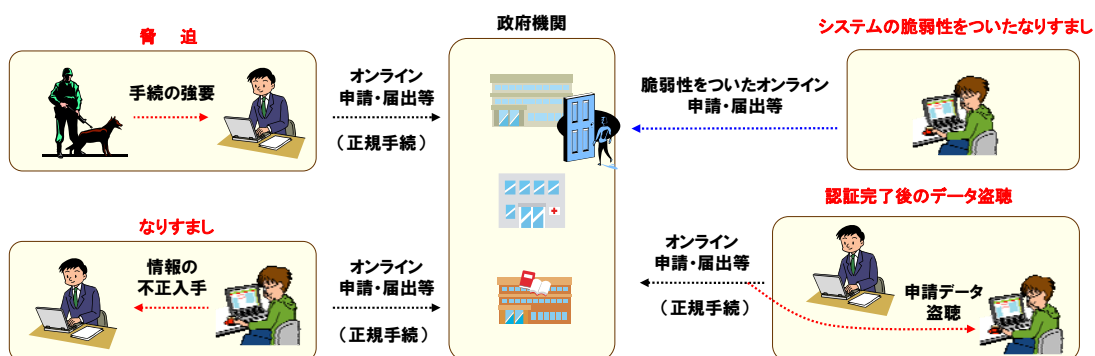 脅 迫
手続の強要
オンライン
申請・届出等
（正規手続）
政府機関
システムの脆弱性をついたなりすまし
脆弱性をついたオンライン
申請・届出等
なりすまし
情報の
不正入手
オンライン
申請・届出等
（正規手続）
認証完了後のデータ盗聴
オンライン
申請・届出等
（正規手続）
申請データ
盗聴